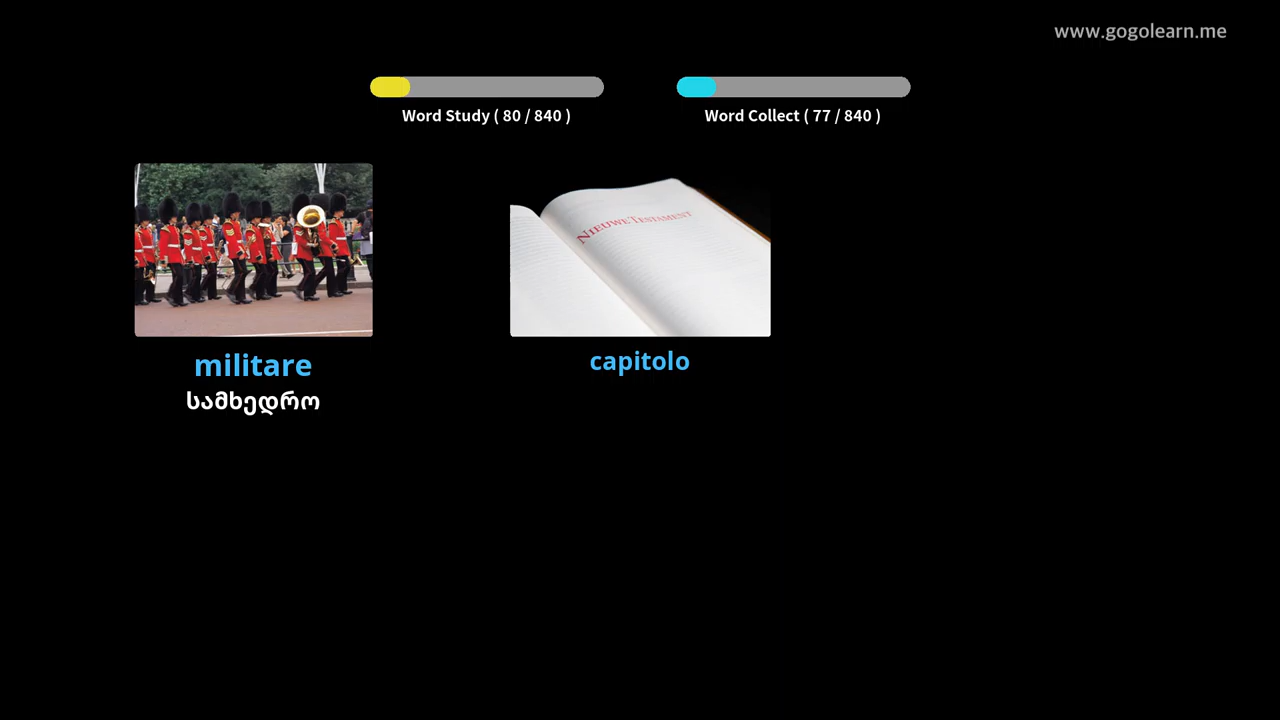 www.gogolearn.me
Word Study ( 80 / 840 )
Word Collect ( 77 / 840 )
NIEUWE TESTAMENT
militare
სამხედრო
capitolo